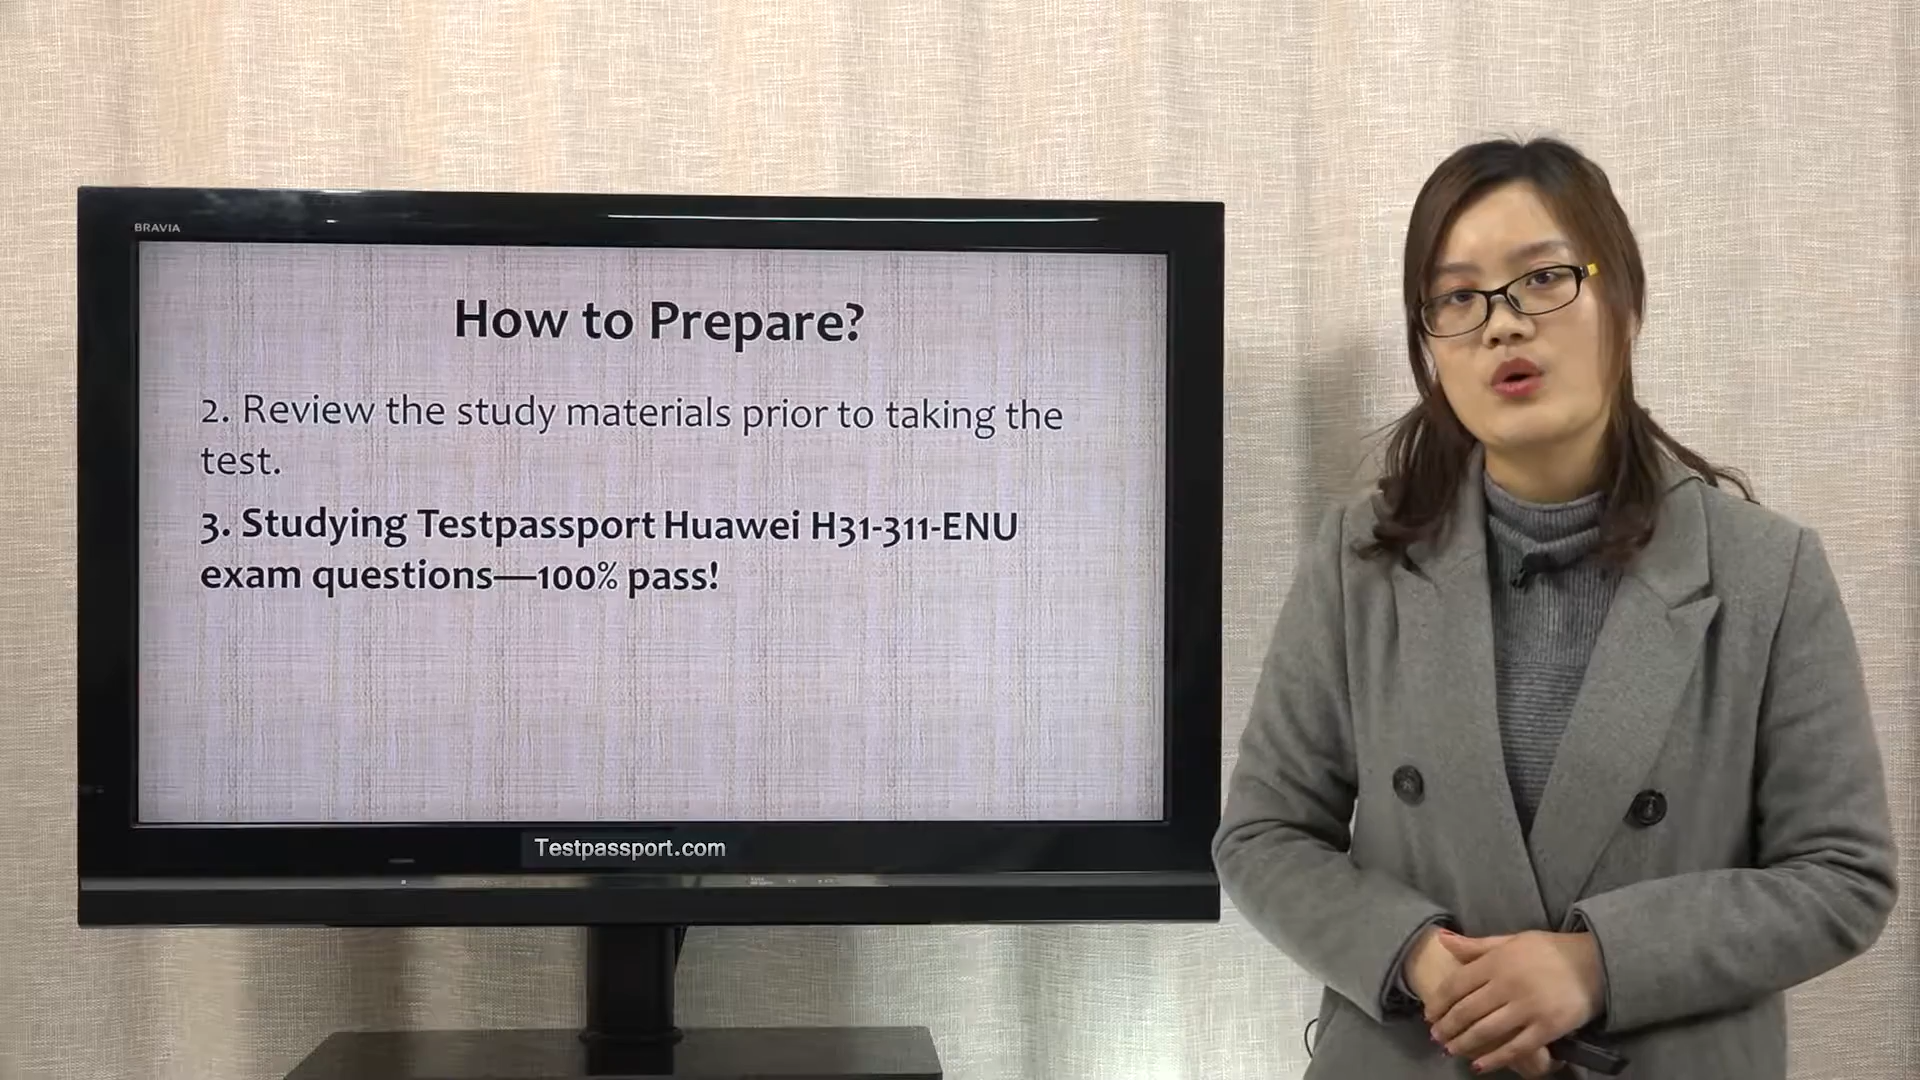 BRAVIA
How to Prepare?
2. Review the study materials prior to taking the
test.
3. Studying Testpassport Huawei H31-311-ENU
exam questions—100% pass!
Testpassport.com